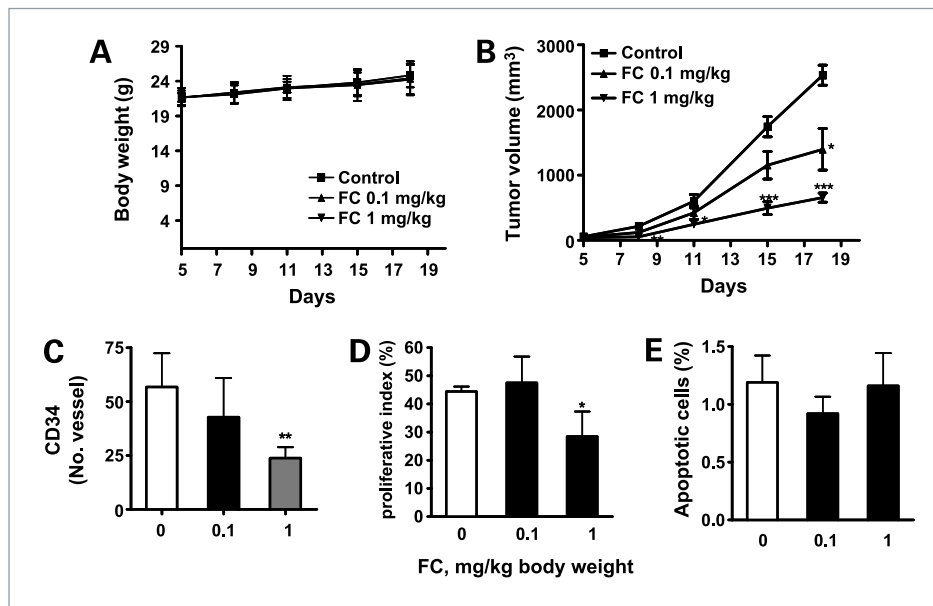 A
Body weight (g)
29
24
19
14
9
4
Control
FC 0.1 mg/kg
FC 1 mg/kg
5 7 9 11 13 15 17 19
Days
B
Tumor volume (mm3)
3000
2000
1000
0
Control
FC 0.1 mg/kg
FC 1 mg/kg
*
***
***
*
**
5 7 9 11 13 15 17 19
Days
C
CD34
(No. vessel)
75
50
25
0
**
0 0.1 1
D
proliferative index (%)
60
50
40
30
20
10
0
*
0 0.1 1
E
Apoptotic cells (%)
1.5
1.0
0.5
0.0
0 0.1 1
FC, mg/kg body weight